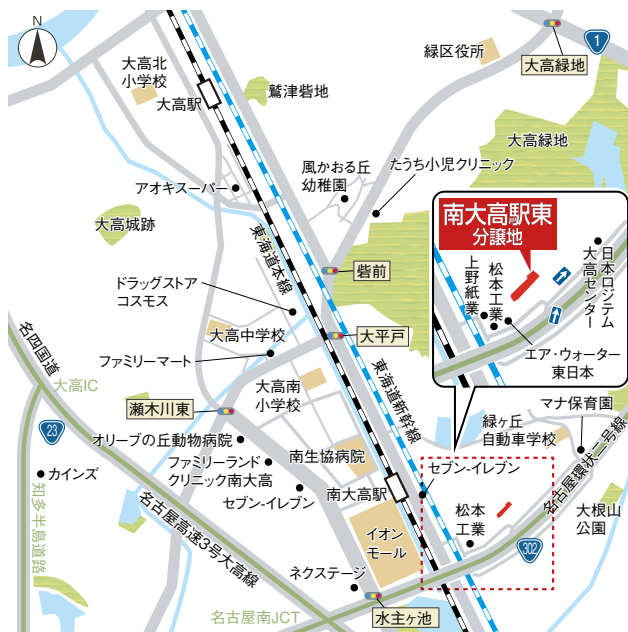 N
緑区役所
1
大高緑地
大高北
小学校
大高駅
鷲津砦地
大高緑地
風かおる丘
幼稚園
たうち小児クリニック
アオキスーパー
大高城跡
東海道本線
砦前
ドラッグストア
コスモス
大高中学校
大平戸
ファミリーマート
名四国道
大高IC
東海道新幹線
大高南
小学校
瀬木川東
23
オリーブの丘動物病院
ファミリーランド
クリニック南大高
カインズ
セブン-イレブン
南生協病院
南大高駅
知多半島道路
名古屋高速3号大高線
イオン
モール
ネクステージ
水主ヶ池
名古屋南JCT
南大高駅東
分譲地
上野紙業
松本工業
日本ロジテム
大高センター
エア・ウォーター
東日本
マナ保育園
緑ヶ丘
自動車学校
セブン-イレブン
名古屋環状二号線
松本
工業
302
大根山
公園